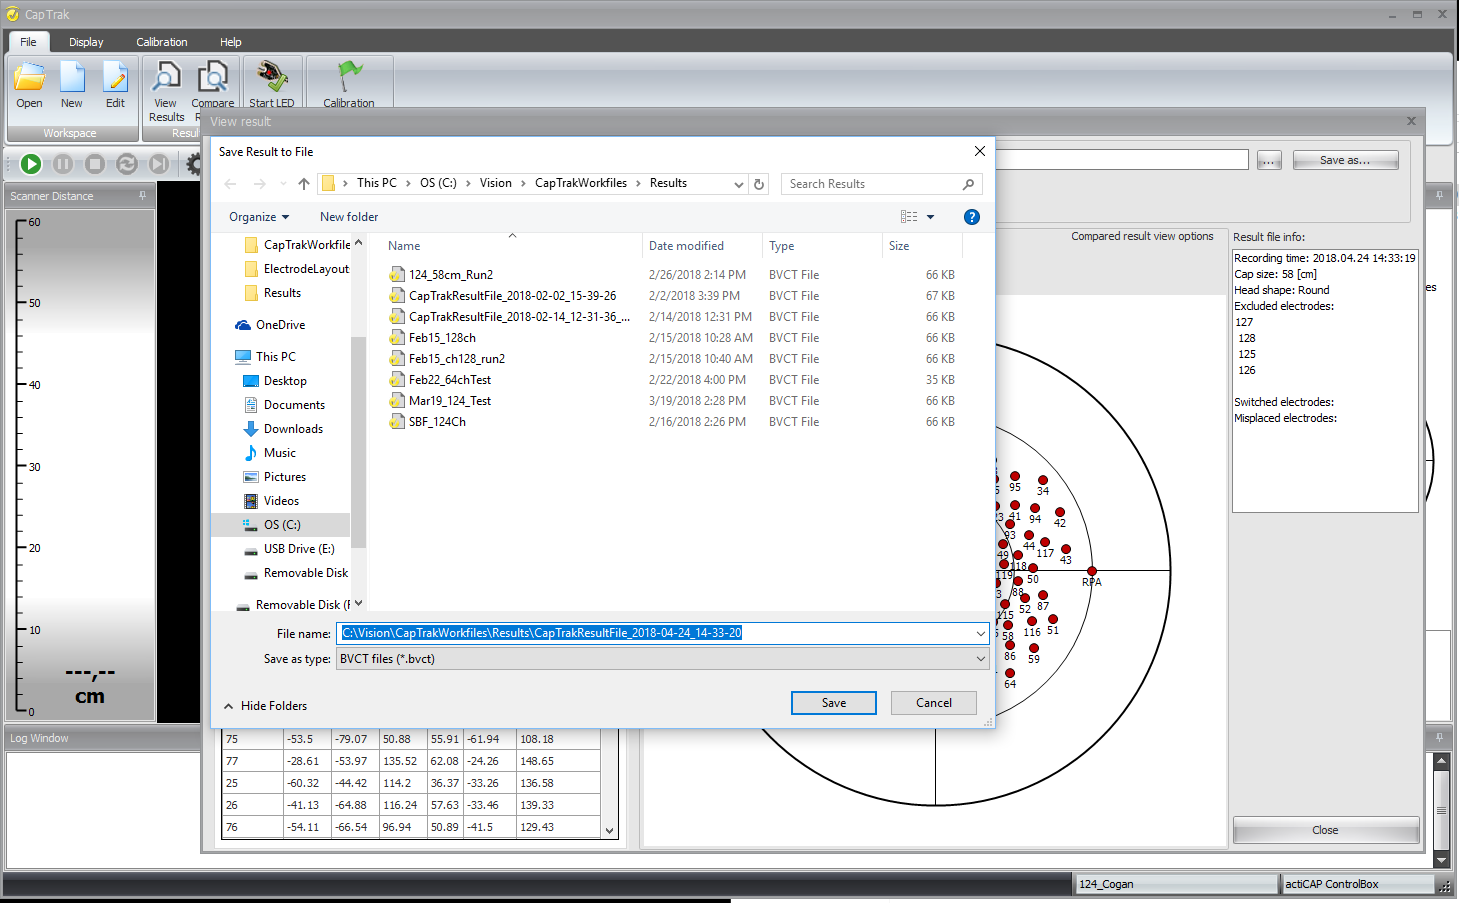 CapTrak
File Display Calibration Help
Open New Edit View Results Compare Start LED Calibration
Workspace
View result
Save Result to File
Save as...
This PC > OS (C:) > Vision > CapTrakWorkfiles > Results
Search Results
Scanner Distance
Organize New folder
Compared result view options
Result file info:
Name Date modified Type Size
124_58cm_Run2 2/26/2018 2:14 PM BVCT File 66 KB
CapTrakResultFile_2018-02-02_15-39-26 2/2/2018 3:39 PM BVCT File 67 KB
CapTrakResultFile_2018-02-14_12-31-36_... 2/14/2018 12:31 PM BVCT File 66 KB
Feb15_128ch 2/15/2018 10:28 AM BVCT File 66 KB
Feb15_ch128_run2 2/15/2018 10:40 AM BVCT File 66 KB
Feb22_64chTest 2/22/2018 4:00 PM BVCT File 35 KB
Mar19_124_Test 3/19/2018 2:28 PM BVCT File 66 KB
SBF_124Ch 2/16/2018 2:26 PM BVCT File 66 KB
CapTrakWorkfile
ElectrodeLayout
Results
OneDrive
This PC
Desktop
Documents
Downloads
Music
Pictures
Videos
OS (C:)
USB Drive (E:)
Removable Disk
Removable Disk (F
File name: C:\Vision\CapTrakWorkfiles\Results\CapTrakResultFile_2018-04-24_14-33-20
Save as type: BVCT files (*.bvct)
Hide Folders
Save Cancel
Recording time: 2018.04.24 14:33:19
Cap size: 58 [cm]
Head shape: Round
Excluded electrodes:
127
128
125
126
Switched electrodes:
Misplaced electrodes:
60
50
40
30
20
10
0
---,--
cm
95 34
41 94 42
93
44 117 43
49
118 50
119
RPA
88
52 87
115
58 116 51
86 59
64
Log Window
75 -53.5 -79.07 50.88 55.91 -61.94 108.18
77 -28.61 -53.97 135.52 62.08 -24.26 148.65
25 -60.32 -44.42 114.2 36.37 -33.26 136.58
26 -41.13 -64.88 116.24 57.63 -33.46 139.33
76 -54.11 -66.54 96.94 50.89 -41.5 129.43
Close
124_Cogan actiCAP ControlBox